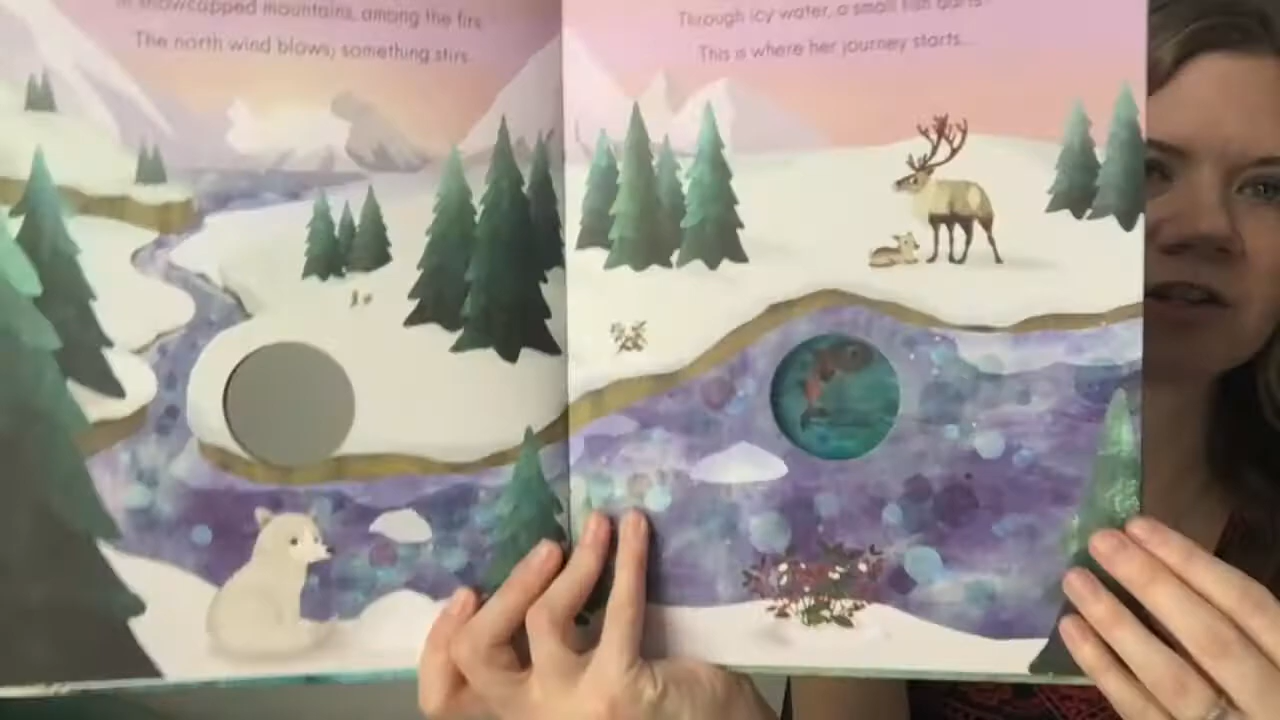 In snowcapped mountains, among the firs
The north wind blows; something stirs.
Through icy water, a small fish darts
This is where her journey starts...